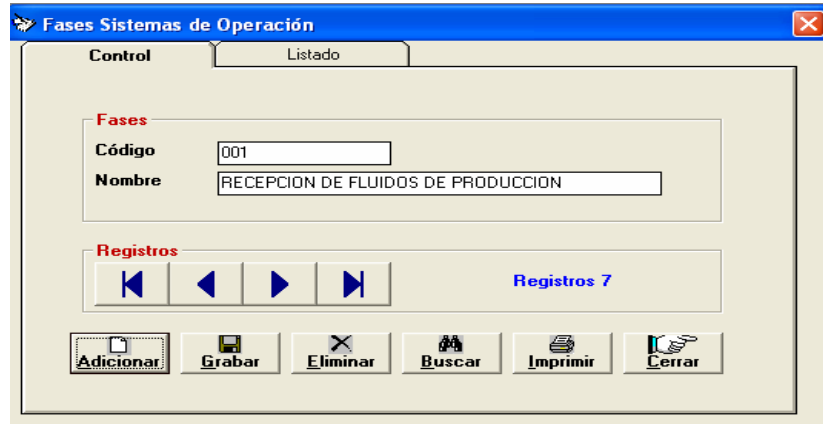 Fases Sistemas de Operación
Control Listado
Fases
Código 001
Nombre RECEPCION DE FLUIDOS DE PRODUCCION
Registros
Registros 7
Adicionar Grabar Eliminar Buscar Imprimir Cerrar